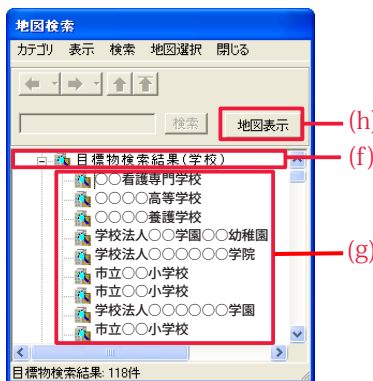 地図検索
カテゴリ 表示 検索 地図選択 閉じる
検索 地図表示
(h)
目標物検索結果(学校)
(f)
○○看護専門学校
○○○○高等学校
○○○○養護学校
学校法人○○学園○○幼稚園
学校法人○○○○○○学院
(g)
市立○○小学校
市立○○小学校
学校法人○○○○○○学園
市立○○小学校
目標物検索結果: 118件